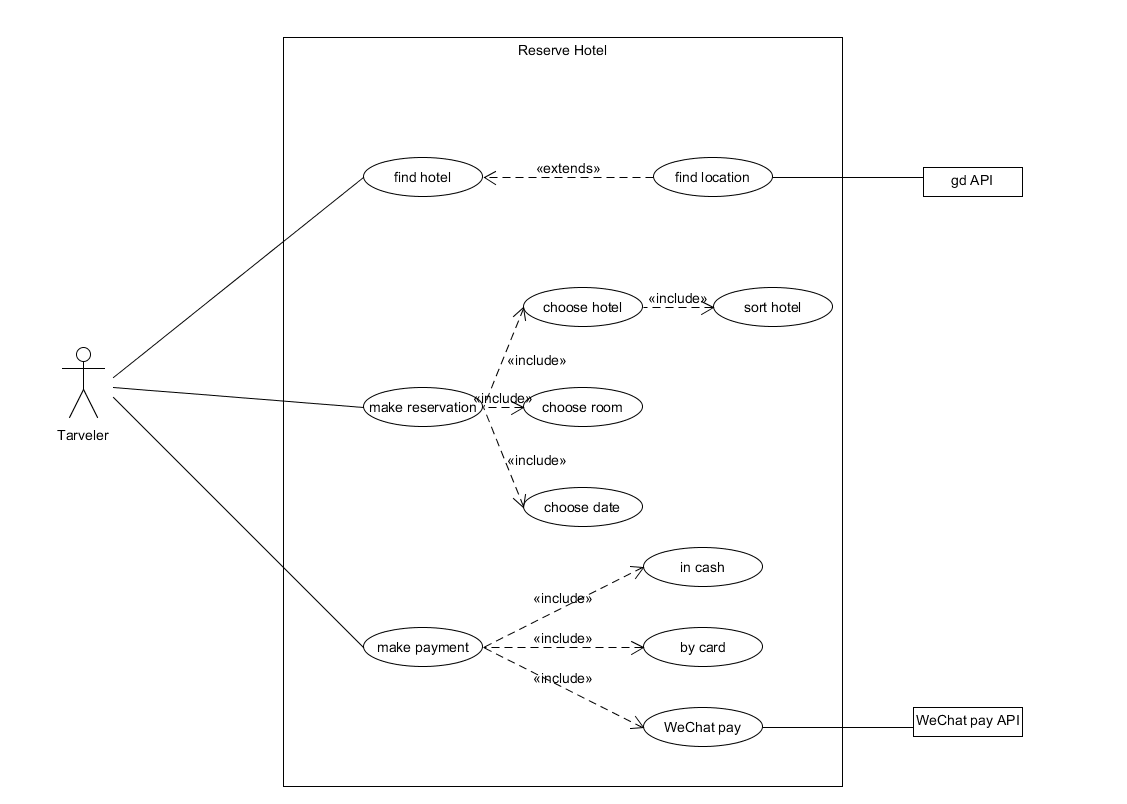 Reserve Hotel
find hotel
«extends»
find location
gd API
choose hotel
«include»
sort hotel
«include»
make reservation
«include»
choose room
Tarveler
«include»
choose date
in cash
«include»
make payment
«include»
by card
«include»
WeChat pay
WeChat pay API